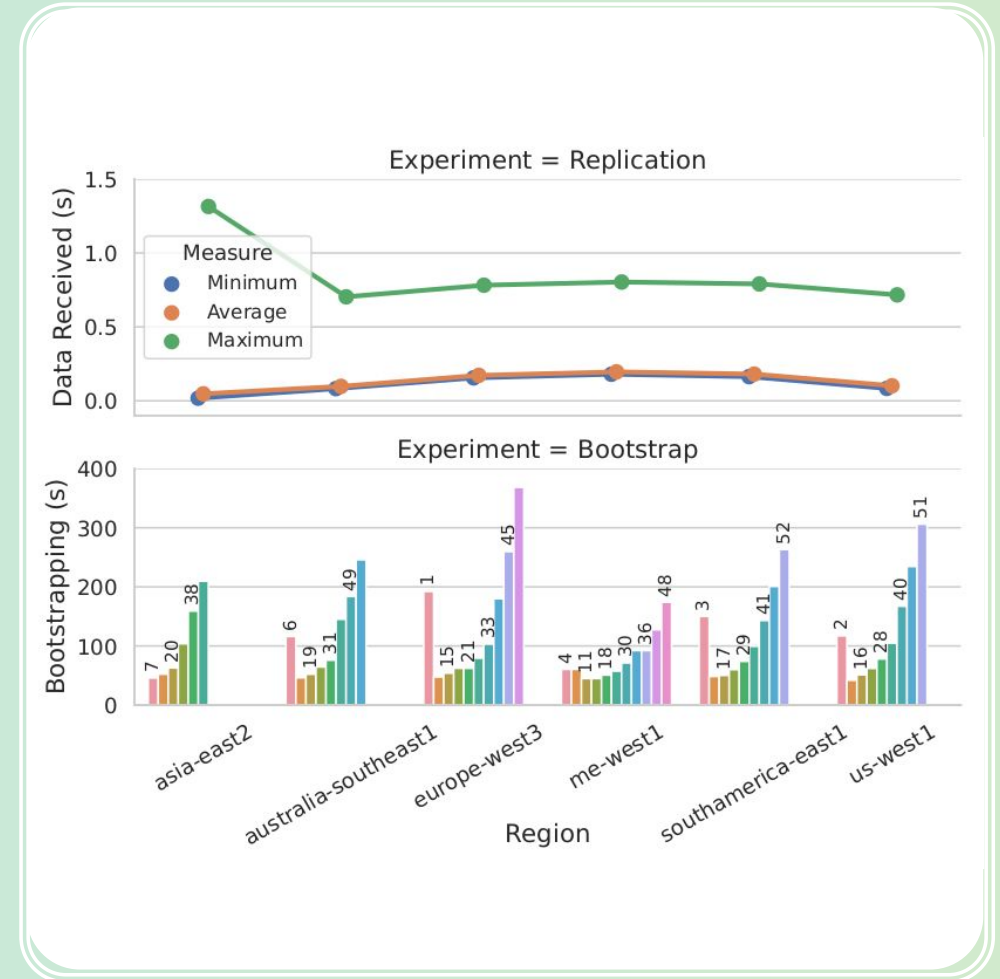 Experiment = Replication
Data Received (s)
1.5
1.0
0.5
0.0
Measure
Minimum
Average
Maximum
Experiment = Bootstrap
Bootstrapping (s)
400
300
200
100
0
7
20
38
6
19
31
49
1
15
21
33
45
4
11
18
30
36
48
3
17
29
41
52
2
16
28
40
51
asia-east2
australia-southeast1
europe-west3
me-west1
southamerica-east1
us-west1
Region